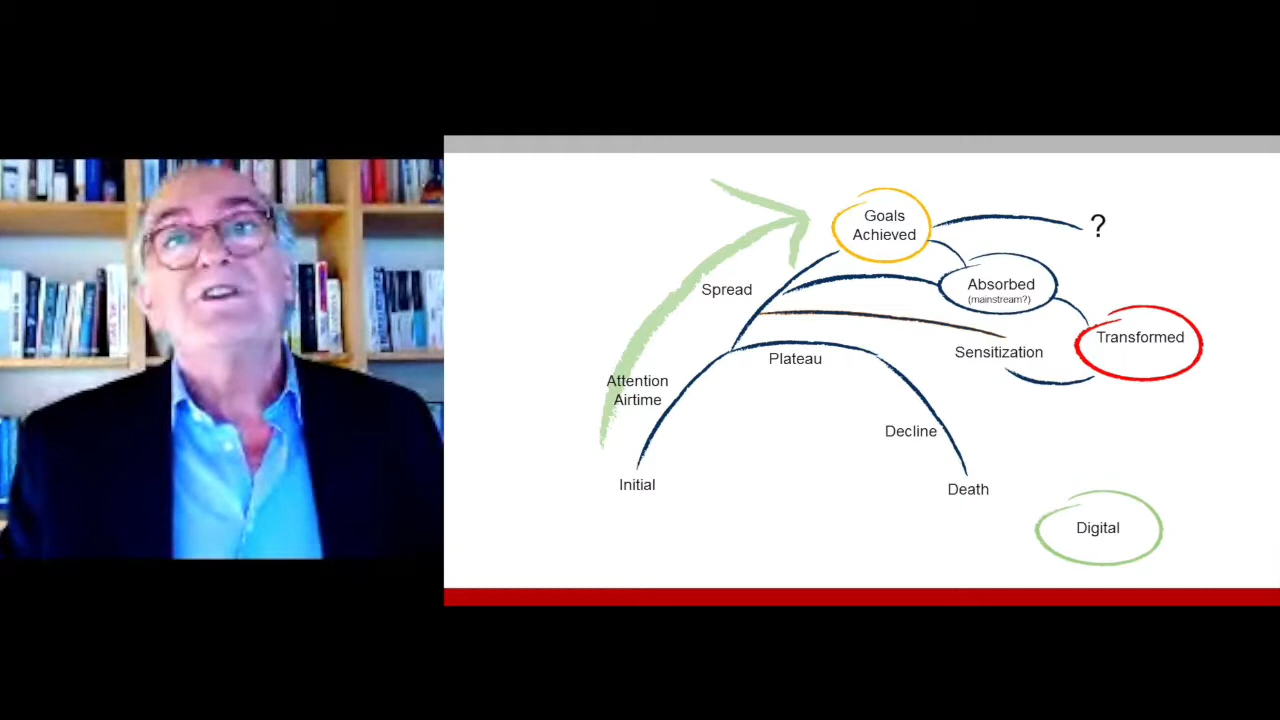 Goals
Achieved
?
Spread
Absorbed
(mainstream?)
Transformed
Sensitization
Plateau
Attention
Airtime
Decline
Initial
Death
Digital